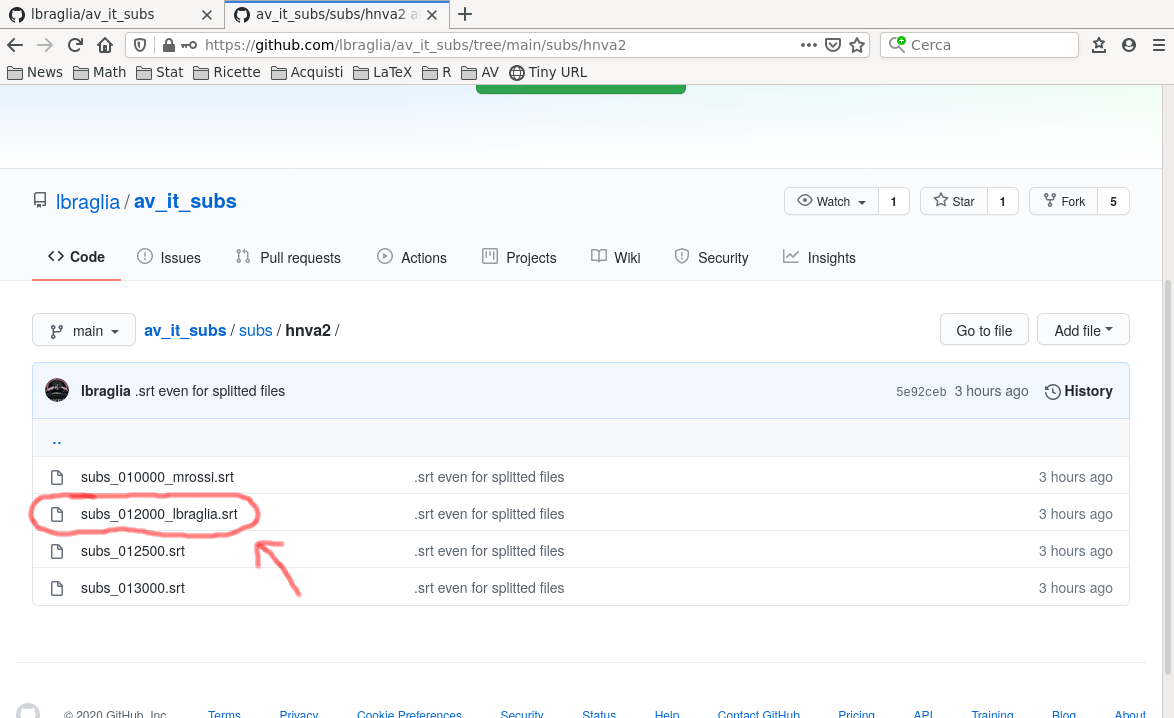 lbraglia/av_it_subs
av_it_subs/subs/hnva2 a
https://github.com/lbraglia/av_it_subs/tree/main/subs/hnva2
Cerca
News Math Stat Ricette Acquisti LaTeX R AV Tiny URL
lbraglia / av_it_subs
Watch 1 Star 1 Fork 5
Code Issues Pull requests Actions Projects Wiki Security Insights
main av_it_subs / subs / hnva2 / Go to file Add file
lbraglia .srt even for splitted files 5e92ceb 3 hours ago History
..
subs_010000_mrossi.srt .srt even for splitted files 3 hours ago
subs_012000_lbraglia.srt .srt even for splitted files 3 hours ago
subs_012500.srt .srt even for splitted files 3 hours ago
subs_013000.srt .srt even for splitted files 3 hours ago
© 2020 GitHub, Inc. Terms Privacy Cookie Preferences Security Status Help Contact GitHub Pricing API Training Blog About